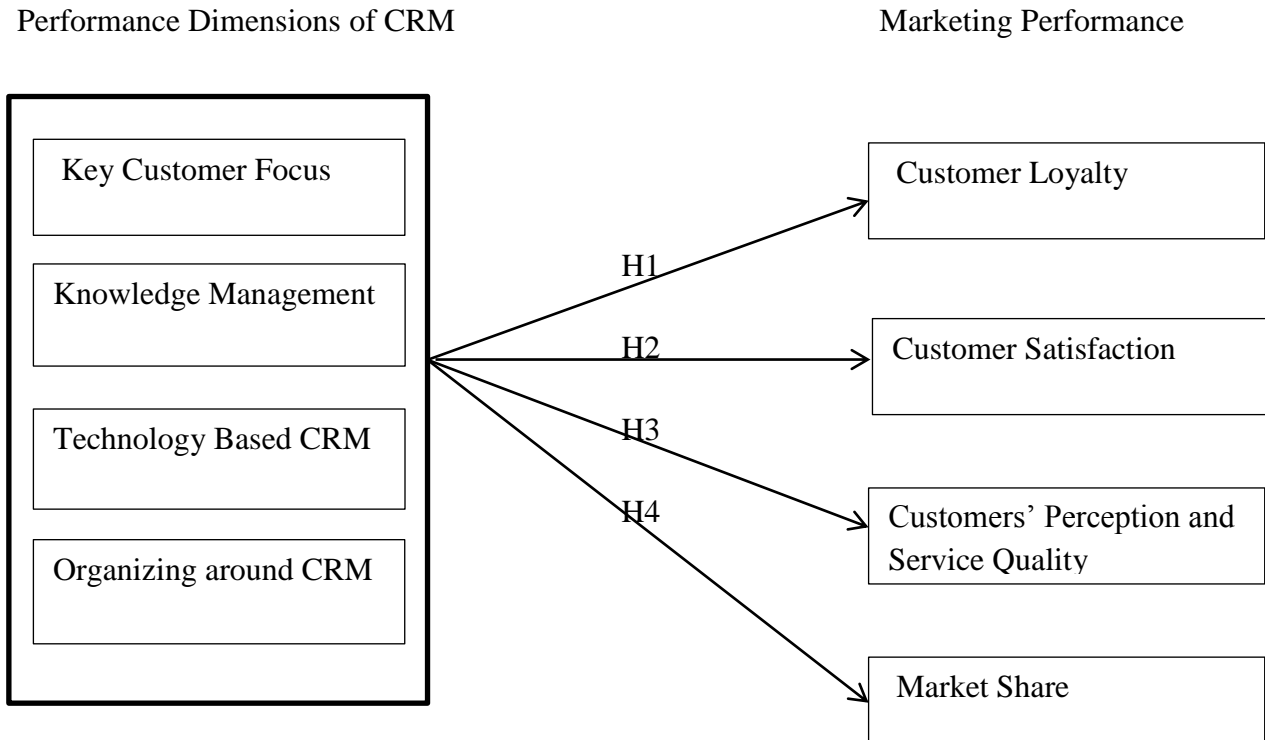 Performance Dimensions of CRM
Marketing Performance
Key Customer Focus
Knowledge Management
Technology Based CRM
Organizing around CRM
H1
H2
H3
H4
Customer Loyalty
Customer Satisfaction
Customers’ Perception and
Service Quality
Market Share